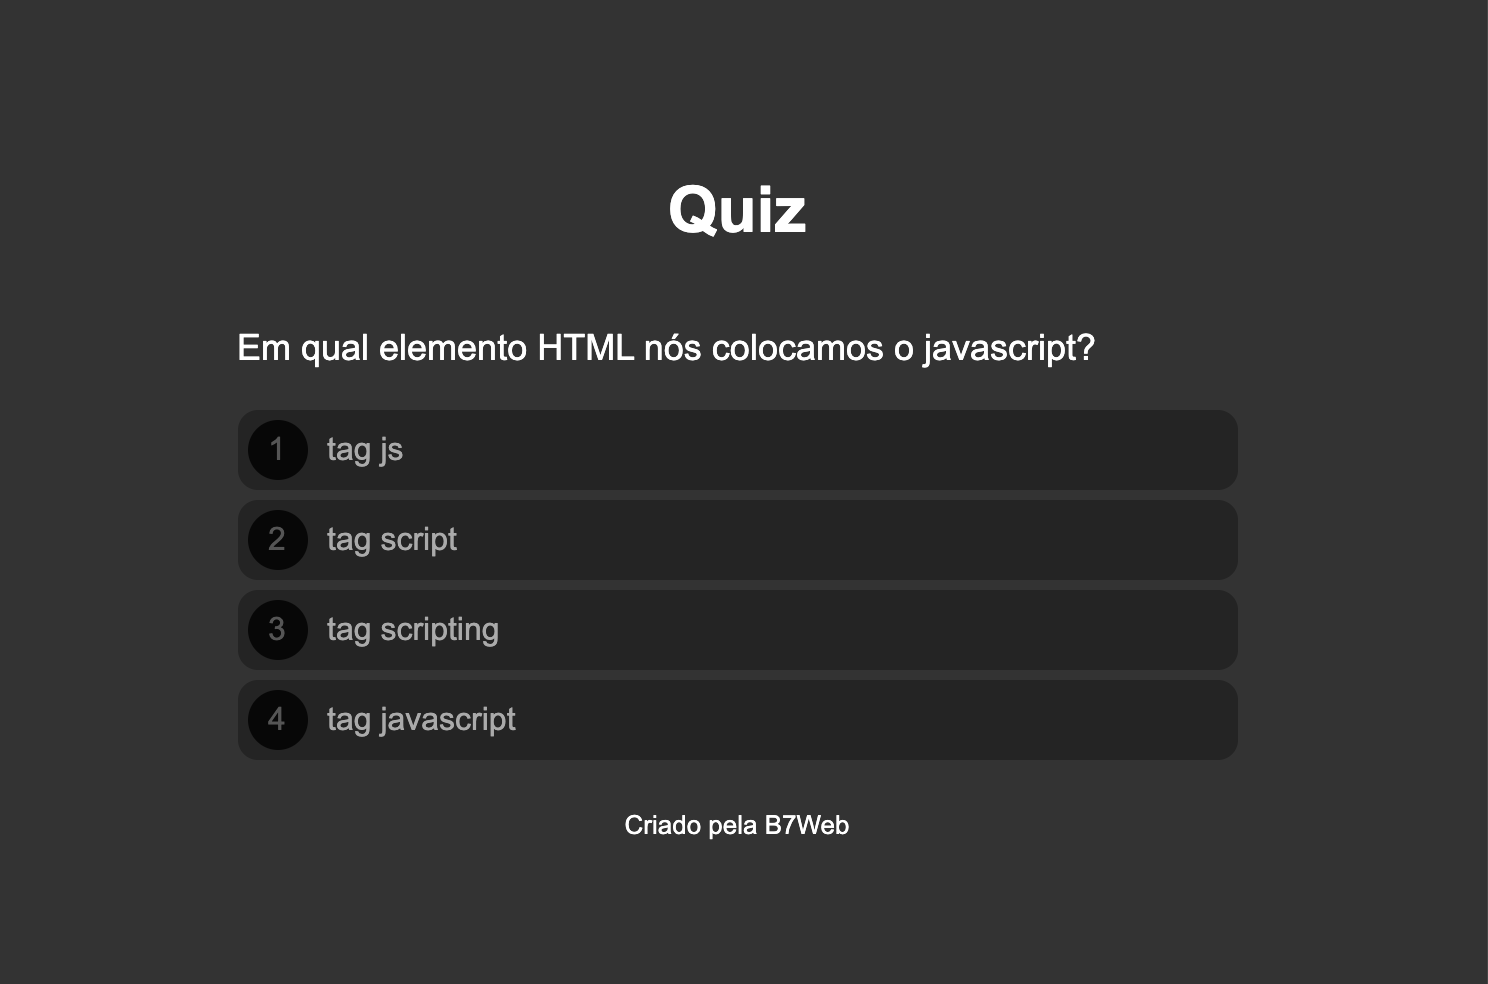 Quiz
Em qual elemento HTML nós colocamos o javascript?
1 tag js
2 tag script
3 tag scripting
4 tag javascript
Criado pela B7Web